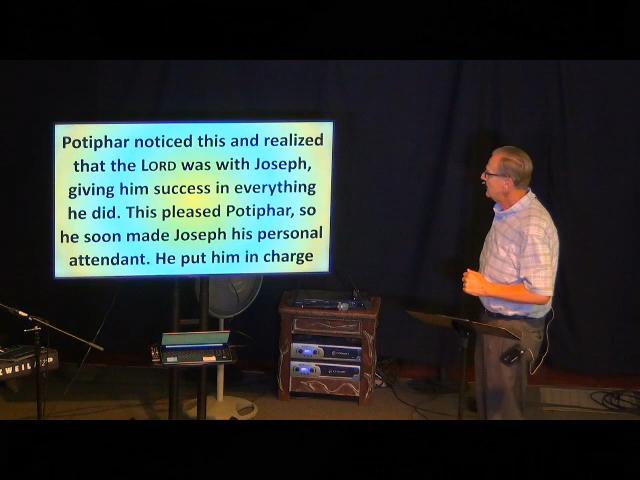 Potiphar noticed this and realized
that the LORD was with Joseph,
giving him success in everything
he did. This pleased Potiphar, so
he soon made Joseph his personal
attendant. He put him in charge
ZWEIL